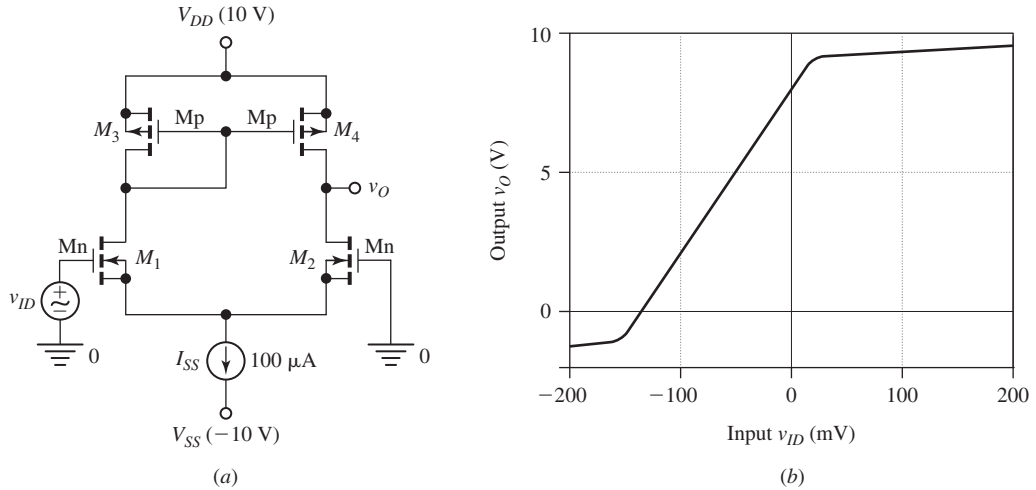 V_DD (10 V)
Mp Mp
M_3 M_4
v_O
Mn M_1 M_2 Mn
v_ID + ~
0 0
I_SS 100 μA
V_SS (−10 V)
(a)
10
5
0
−200 −100 0 100 200
Output v_O (V)
Input v_ID (mV)
(b)